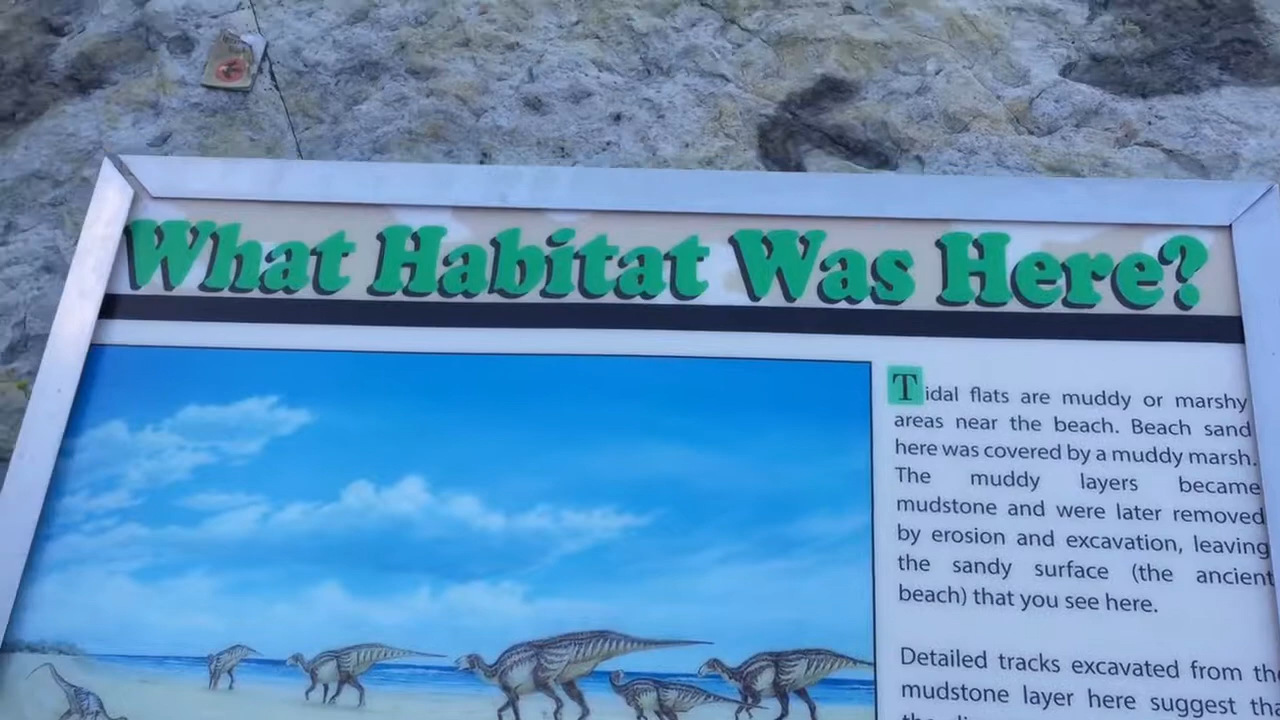 What Habitat Was Here?
Tidal flats are muddy or marshy
areas near the beach. Beach sand
here was covered by a muddy marsh.
The muddy layers became
mudstone and were later removed
by erosion and excavation, leaving
the sandy surface (the ancient
beach) that you see here.
Detailed tracks excavated from the
mudstone layer here suggest tha